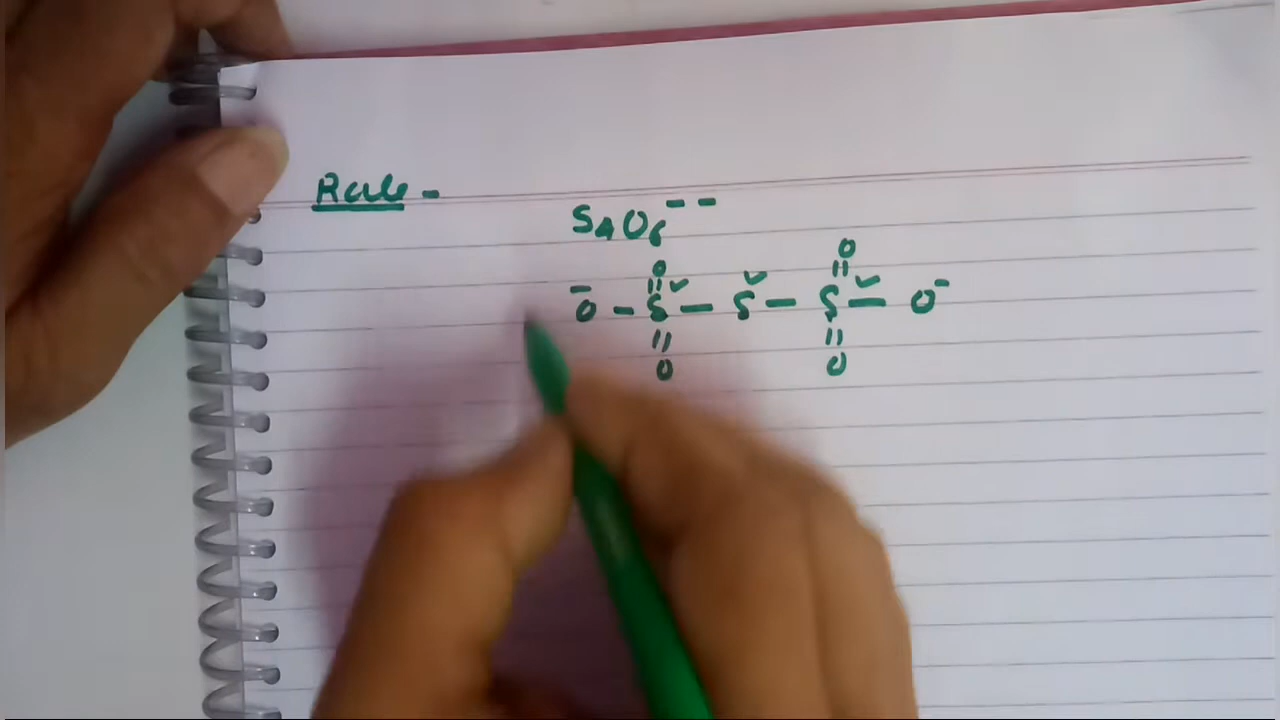 Rule -
S4O6--
O O
-O - S✓ - S✓ - S✓ - O-
O O